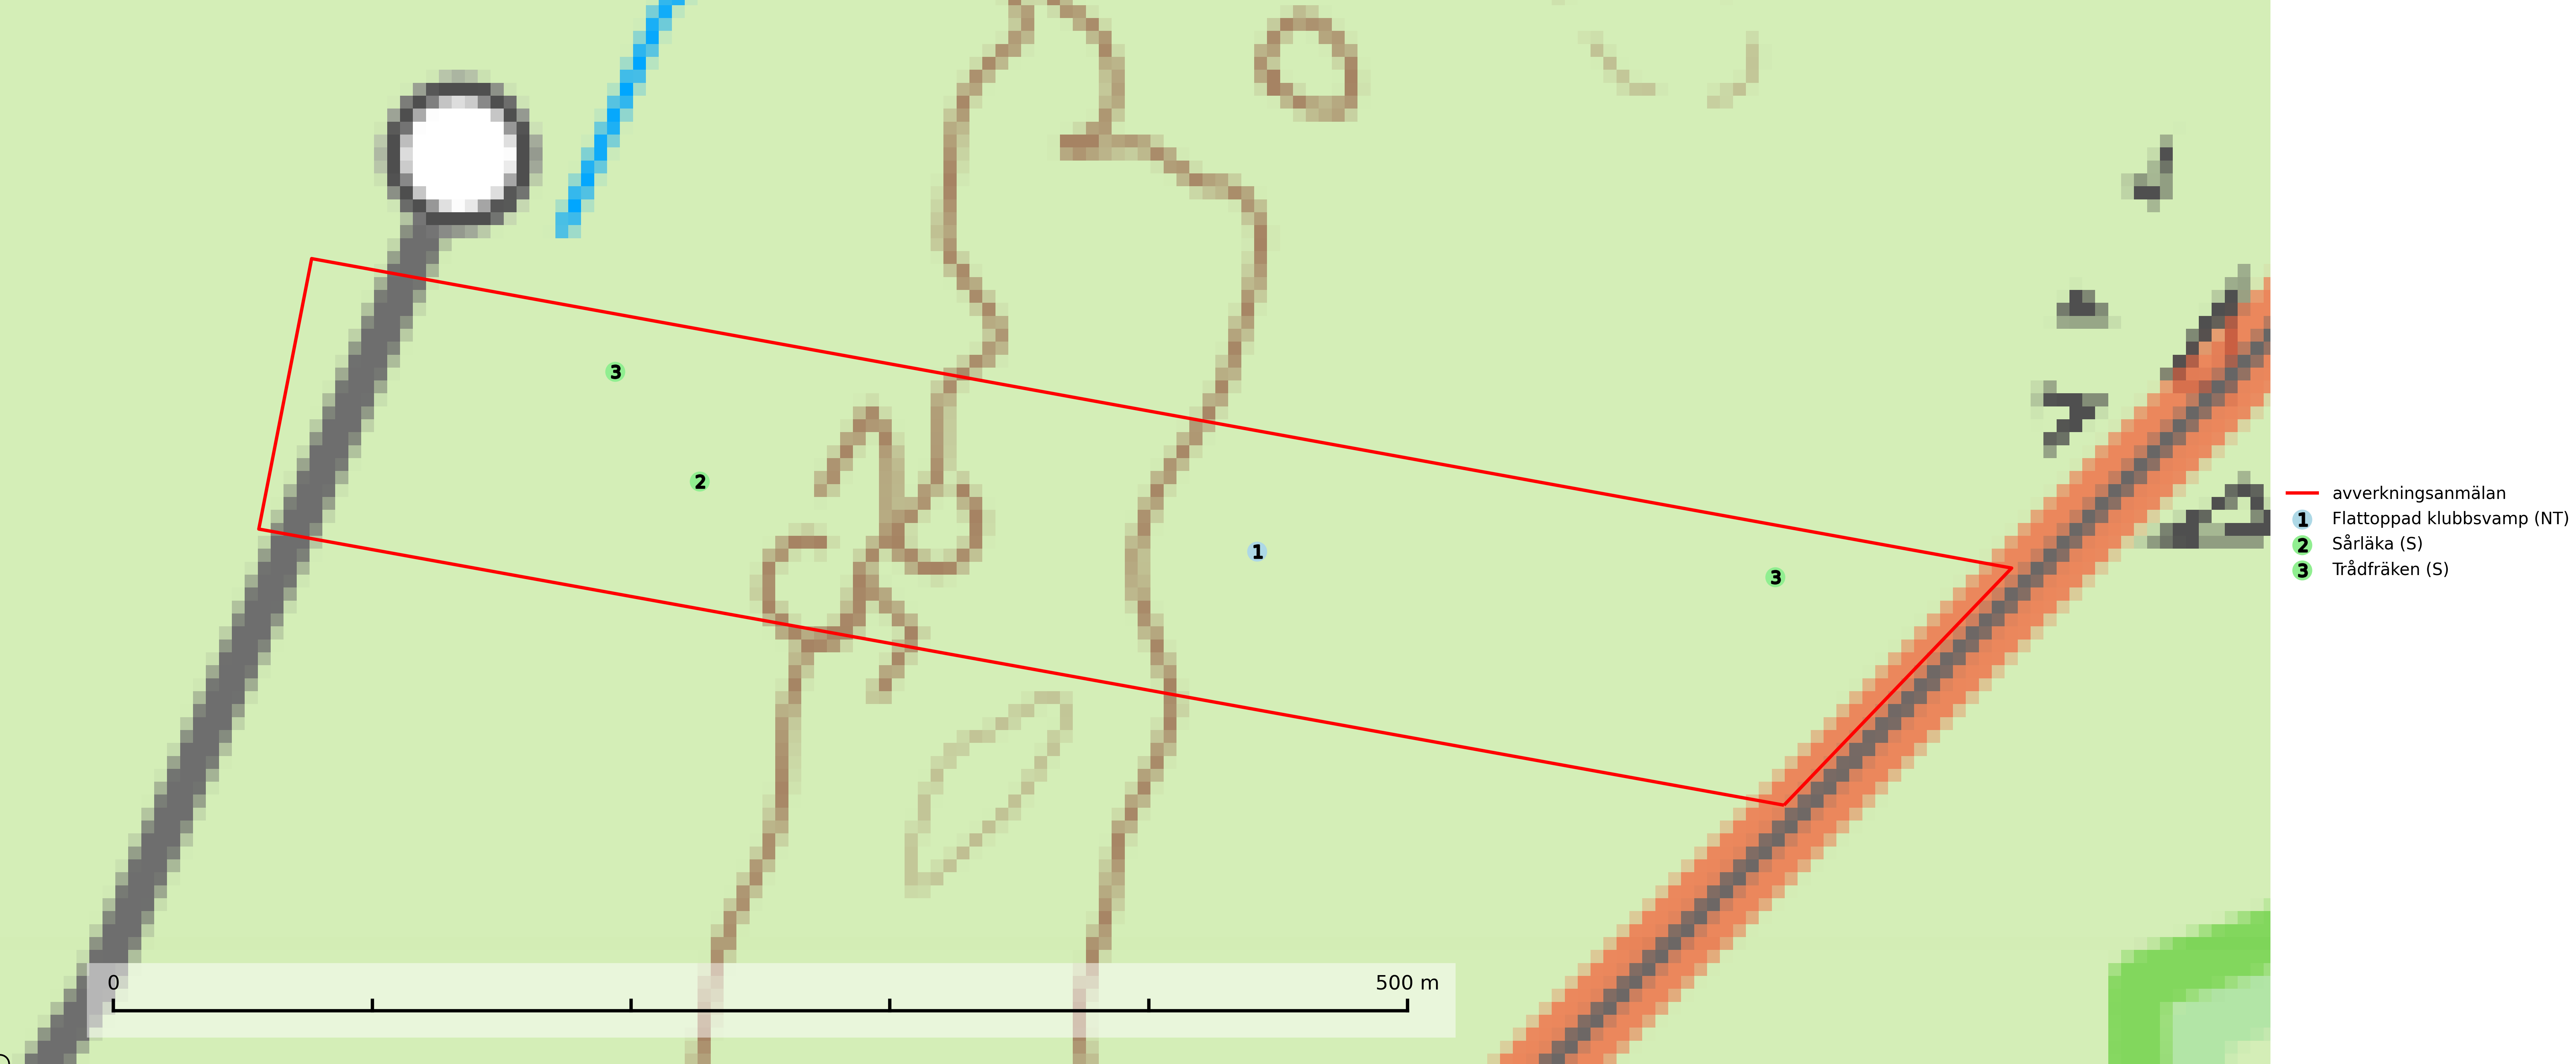 3
2
1
3
0 500 m
avverkningsanmälan
1 Flattoppad klubbsvamp (NT)
2 Sårläka (S)
3 Trådfräken (S)